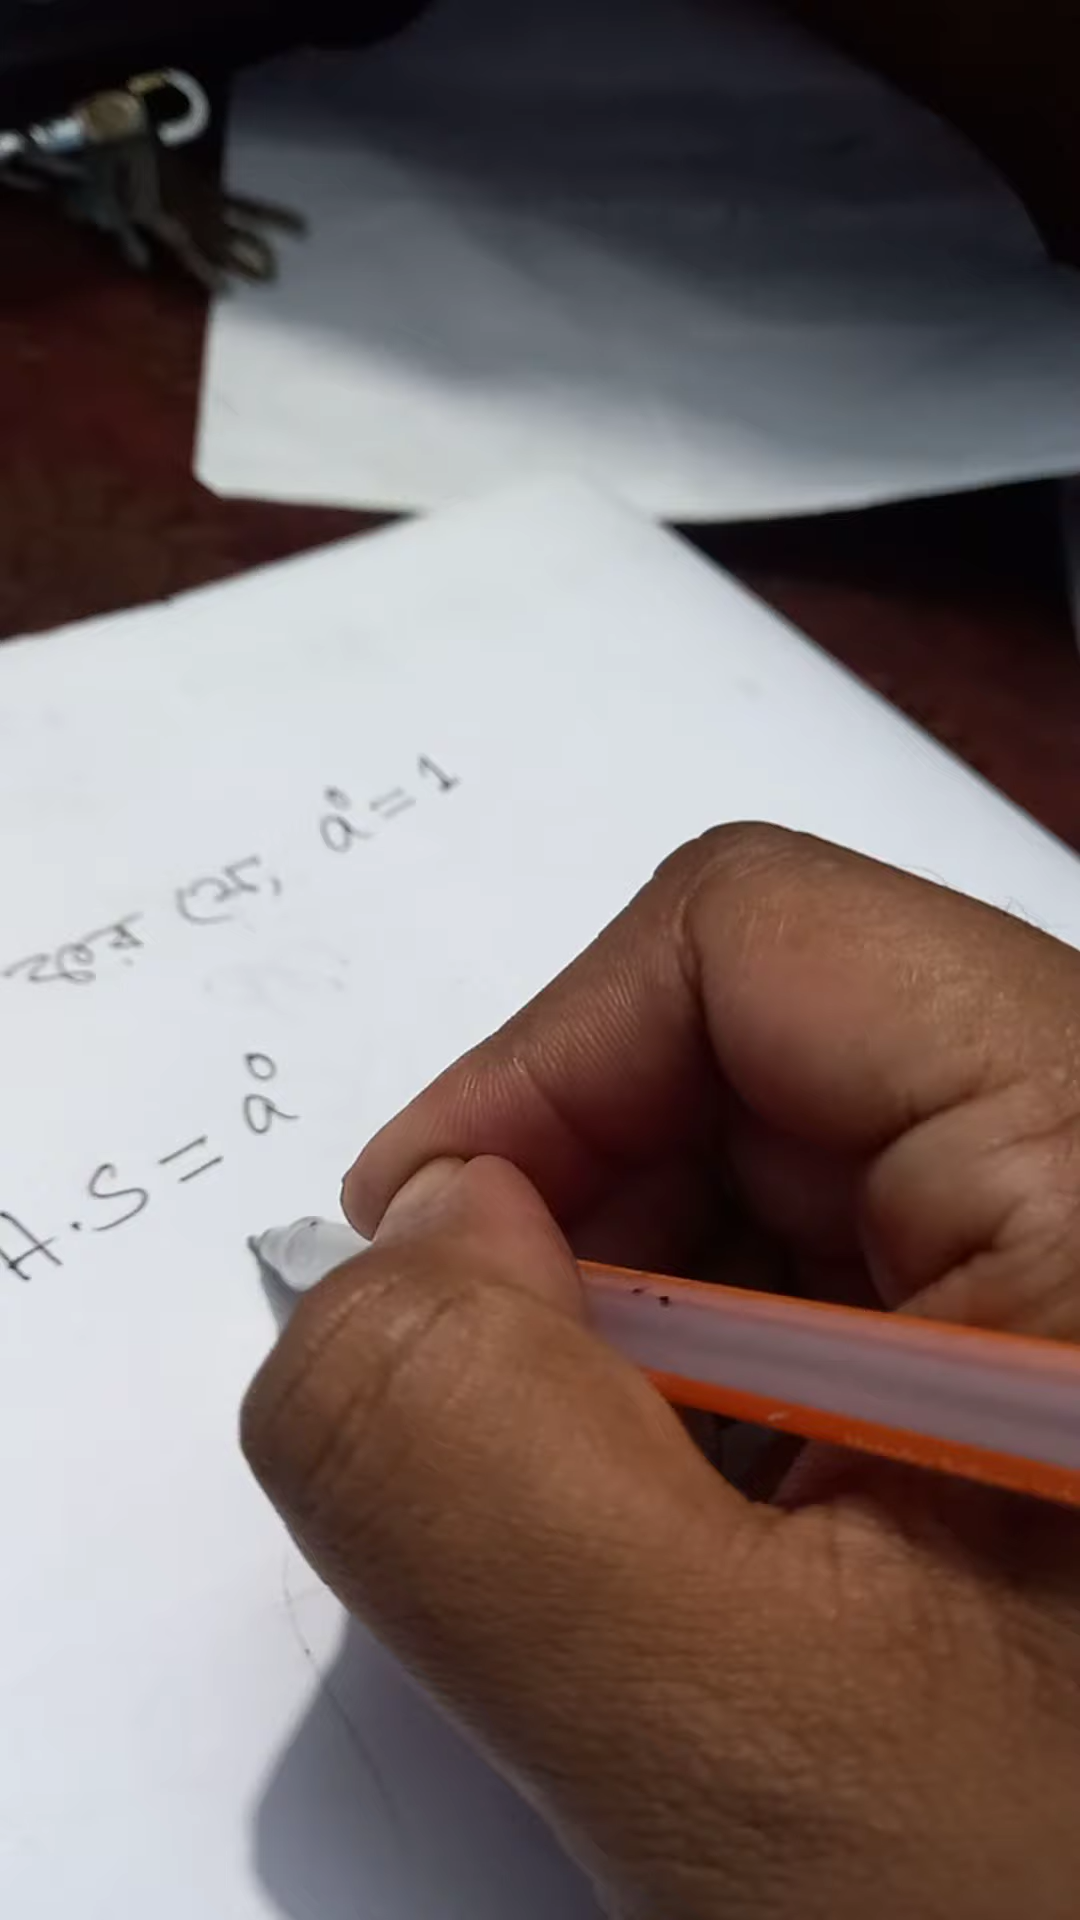 যে, a⁰ = 1
H.S = a⁰